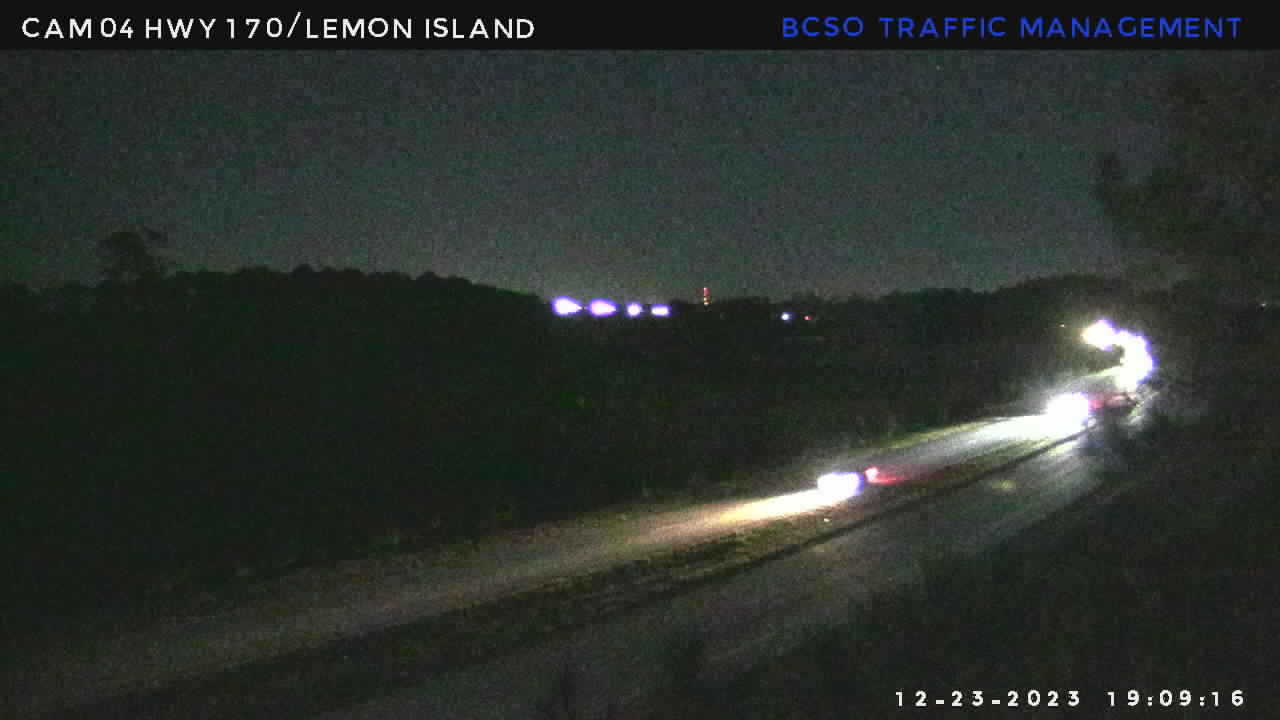 CAM04 HWY 170/LEMON ISLAND
BCSO TRAFFIC MANAGEMENT
12-23-2023 19:09:16